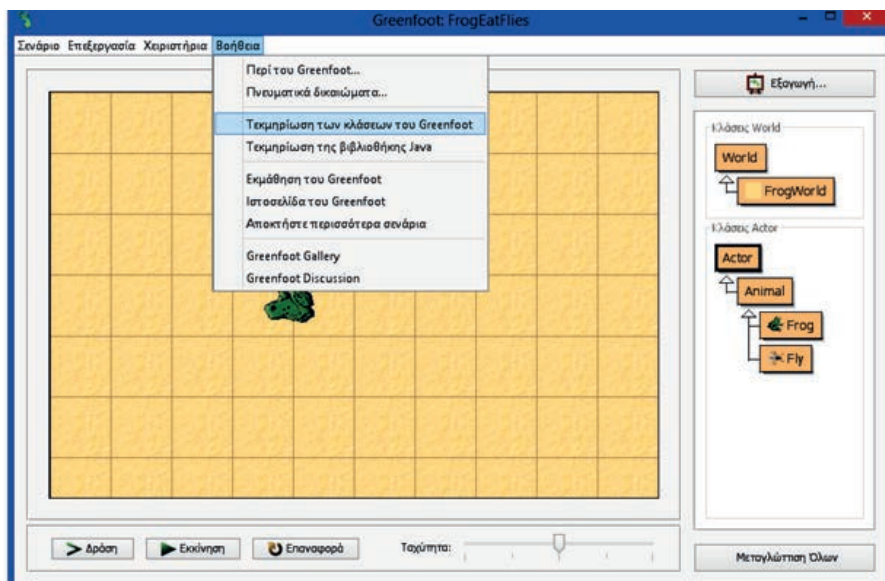 Greenfoot: FrogEatFlies
Σενάριο Επεξεργασία Χειριστήρια Βοήθεια
Περί του Greenfoot...
Πνευματικά δικαιώματα...
Τεκμηρίωση των κλάσεων του Greenfoot
Τεκμηρίωση της βιβλιοθήκης Java
Εκμάθηση του Greenfoot
Ιστοσελίδα του Greenfoot
Αποκτήστε περισσότερα σενάρια
Greenfoot Gallery
Greenfoot Discussion
Εξαγωγή...
Κλάσεις World
World
FrogWorld
Κλάσεις Actor
Actor
Animal
Frog
Fly
Δράση Εκκίνηση Επαναφορά Ταχύτητα:
Μεταγλώττιση Όλων